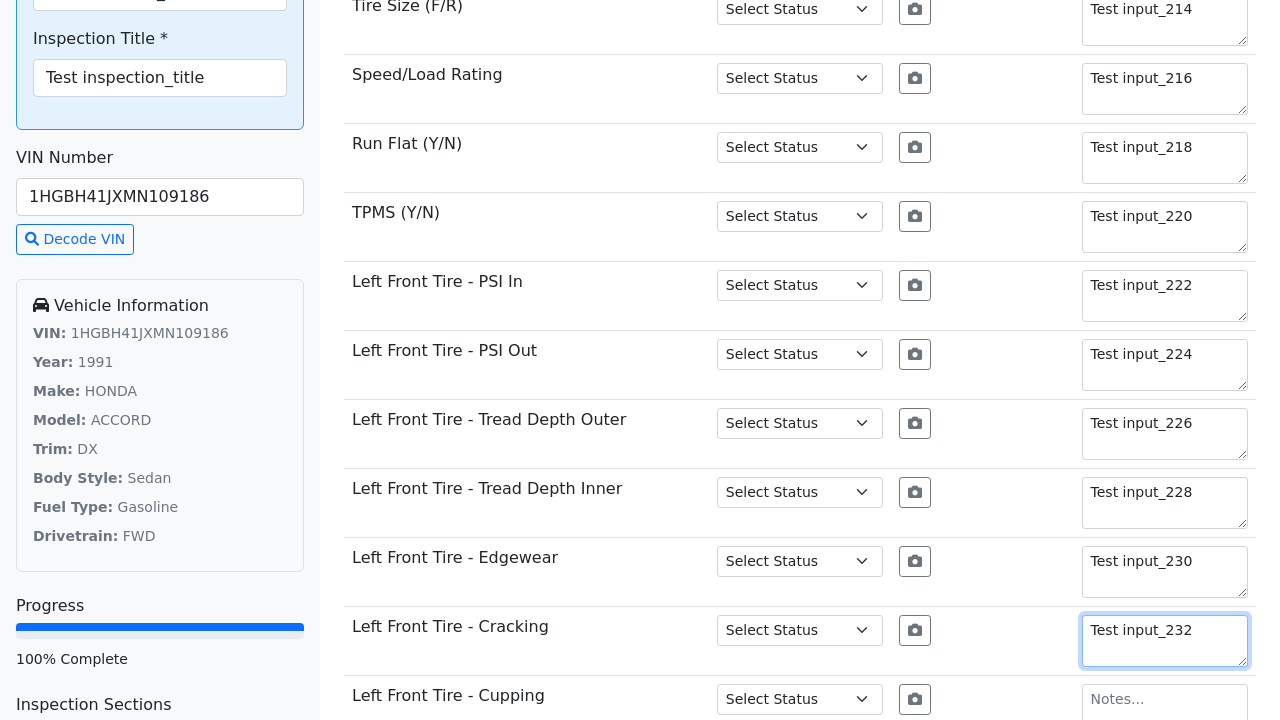 Inspection Title *
Test inspection_title
VIN Number
1HGBH41JXMN109186
Decode VIN
Vehicle Information
VIN: 1HGBH41JXMN109186
Year: 1991
Make: HONDA
Model: ACCORD
Trim: DX
Body Style: Sedan
Fuel Type: Gasoline
Drivetrain: FWD
Progress
100% Complete
Inspection Sections
Tire Size (F/R) Select Status Test input_214
Speed/Load Rating Select Status Test input_216
Run Flat (Y/N) Select Status Test input_218
TPMS (Y/N) Select Status Test input_220
Left Front Tire - PSI In Select Status Test input_222
Left Front Tire - PSI Out Select Status Test input_224
Left Front Tire - Tread Depth Outer Select Status Test input_226
Left Front Tire - Tread Depth Inner Select Status Test input_228
Left Front Tire - Edgewear Select Status Test input_230
Left Front Tire - Cracking Select Status Test input_232
Left Front Tire - Cupping Select Status Notes...